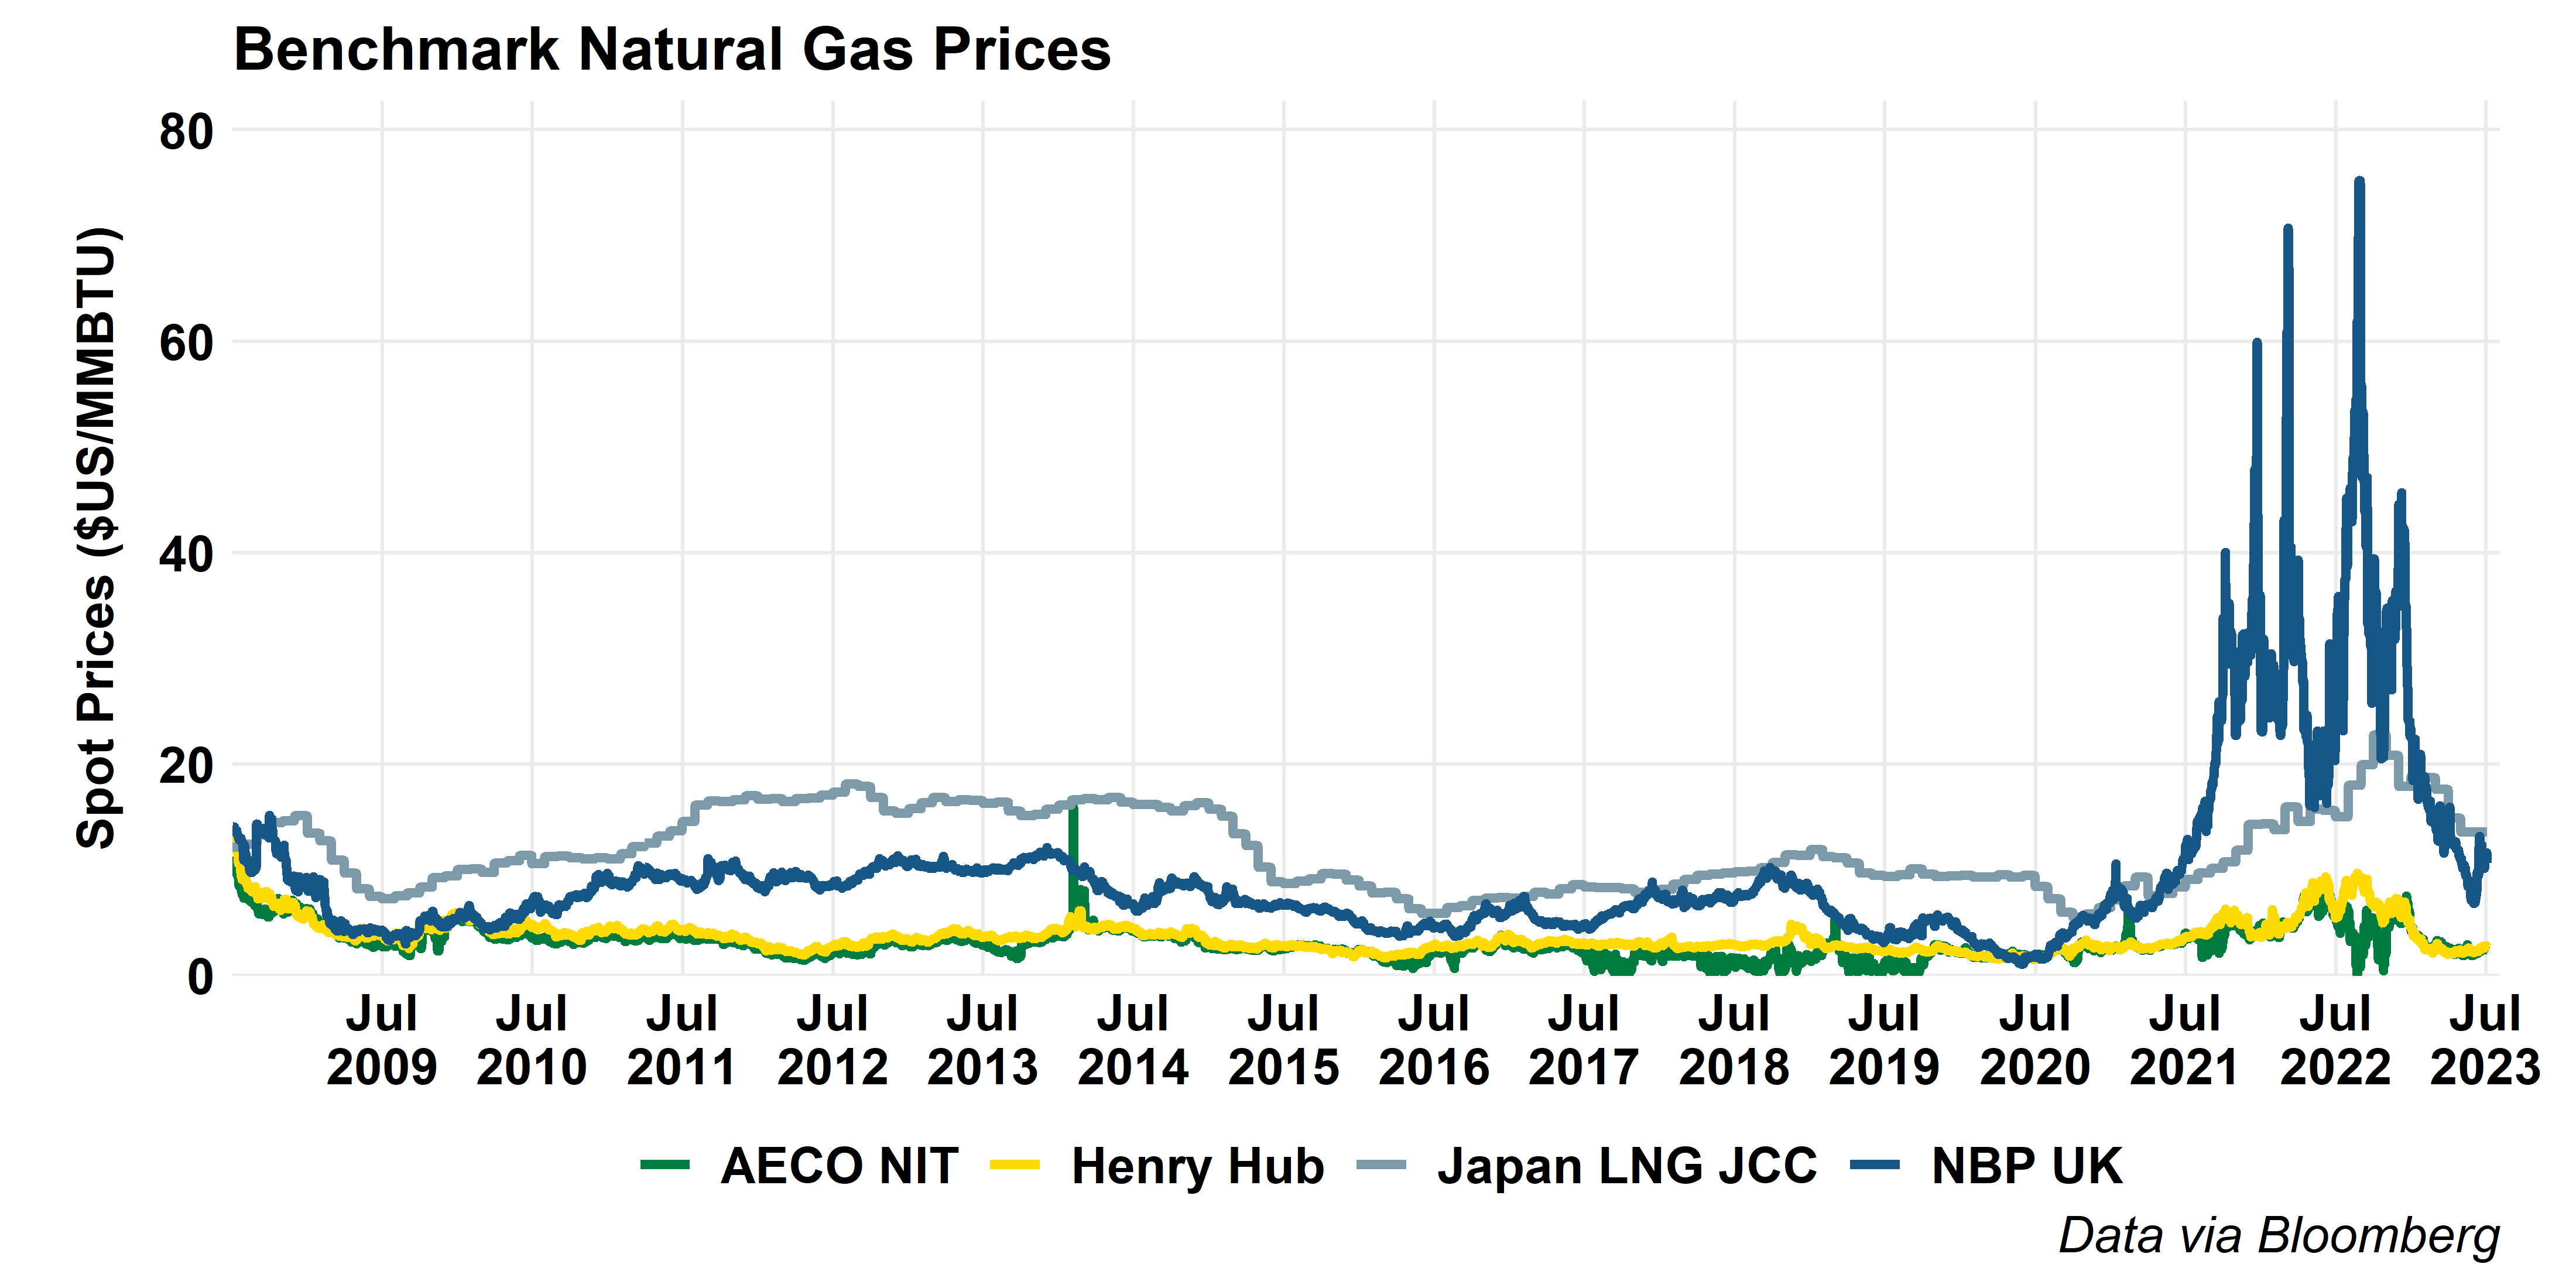 Benchmark Natural Gas Prices
Spot Prices ($US/MMBTU)
80
60
40
20
0
Jul Jul Jul Jul Jul Jul Jul Jul Jul Jul Jul Jul Jul Jul Jul
2009 2010 2011 2012 2013 2014 2015 2016 2017 2018 2019 2020 2021 2022 2023
AECO NIT Henry Hub Japan LNG JCC NBP UK
Data via Bloomberg